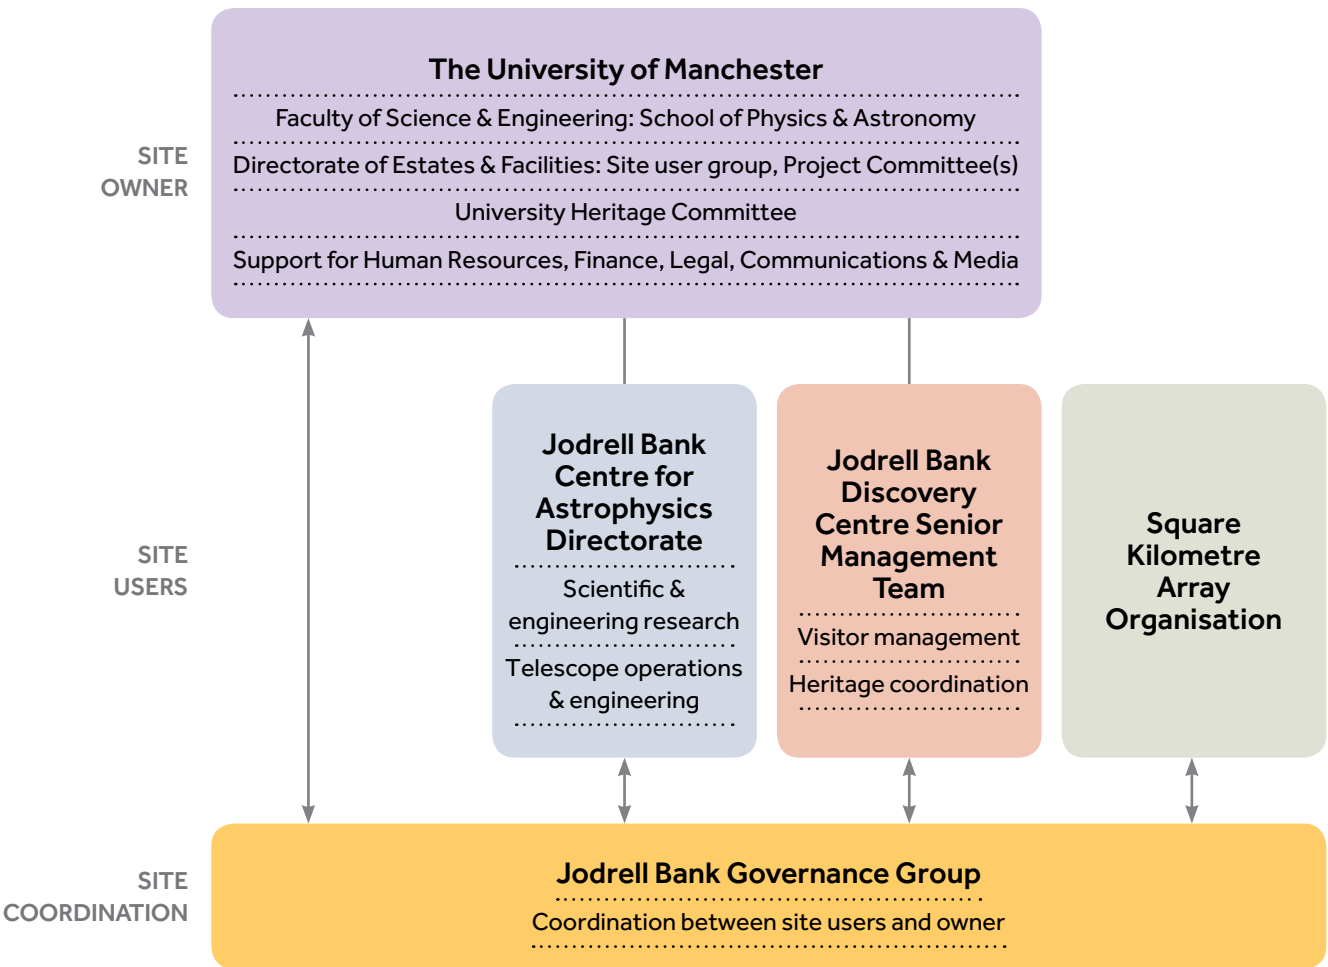 The University of Manchester
Faculty of Science & Engineering: School of Physics & Astronomy
Directorate of Estates & Facilities: Site user group, Project Committee(s)
University Heritage Committee
Support for Human Resources, Finance, Legal, Communications & Media
SITE
OWNER
Jodrell Bank
Centre for
Astrophysics
Directorate
Scientific &
engineering research
Telescope operations
& engineering
Jodrell Bank
Discovery
Centre Senior
Management
Team
Visitor management
Heritage coordination
Square
Kilometre
Array
Organisation
SITE
USERS
Jodrell Bank Governance Group
Coordination between site users and owner
SITE
COORDINATION